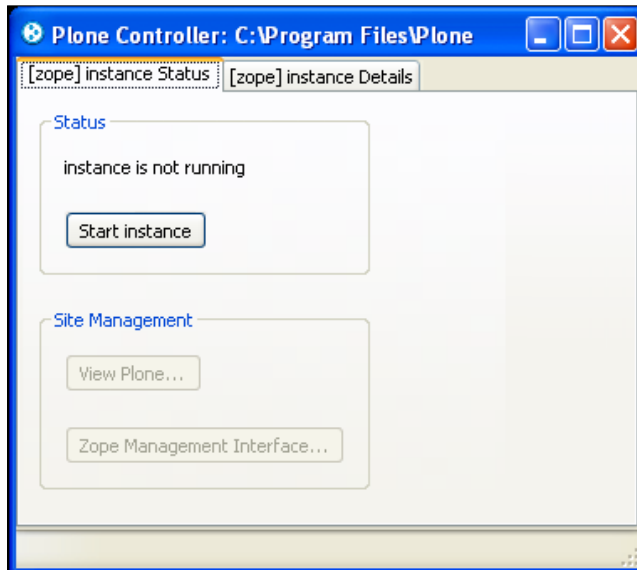 Plone Controller: C:\Program Files\Plone
[zope] instance Status
[zope] instance Details
Status
instance is not running
Start instance
Site Management
View Plone...
Zope Management Interface...